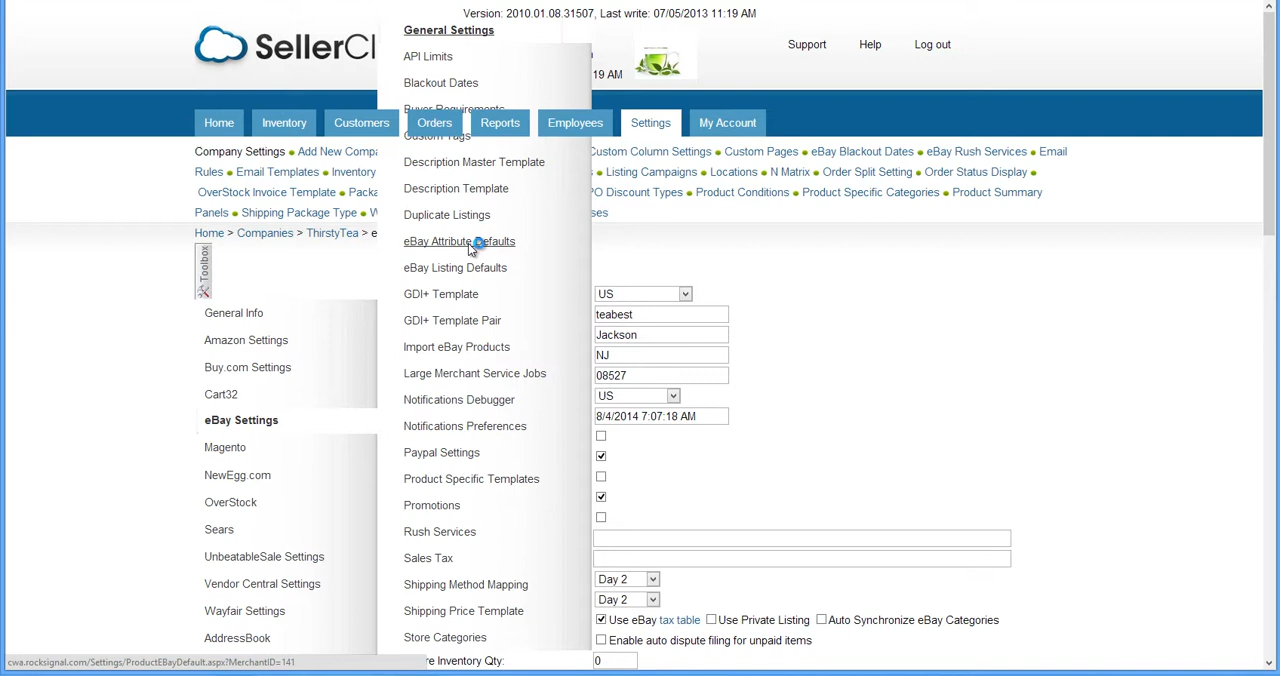 Version: 2010.01.08.31507, Last write: 07/05/2013 11:19 AM
General Settings
SellerCl
Support Help Log out
API Limits
19 AM
Blackout Dates
Buyer Requirements
Home Inventory Customers Orders Reports Employees Settings My Account
Custom Tags
Company Settings Add New Compa Custom Column Settings Custom Pages eBay Blackout Dates eBay Rush Services Email
Description Master Template
Rules Email Templates Inventory Listing Campaigns Locations N Matrix Order Split Setting Order Status Display
Description Template
OverStock Invoice Template Packa PO Discount Types Product Conditions Product Specific Categories Product Summary
Duplicate Listings
Panels Shipping Package Type W ses
Home > Companies > ThirstyTea > e
eBay Attribute Defaults
Toolbox
eBay Listing Defaults
GDI+ Template US
General Info teabest
GDI+ Template Pair
Amazon Settings Jackson
Import eBay Products NJ
Buy.com Settings
Large Merchant Service Jobs 08527
Cart32 US
Notifications Debugger
eBay Settings 8/4/2014 7:07:18 AM
Notifications Preferences
Magento
Paypal Settings
NewEgg.com
Product Specific Templates
OverStock
Promotions
Sears
Rush Services
UnbeatableSale Settings
Sales Tax
Vendor Central Settings Day 2
Shipping Method Mapping
Day 2
Wayfair Settings
Shipping Price Template
Use eBay tax table Use Private Listing Auto Synchronize eBay Categories
AddressBook
Store Categories
Enable auto dispute filing for unpaid items
re Inventory Qty: 0
cwa.rocksignal.com/Settings/ProductEBayDefault.aspx?MerchantID=141